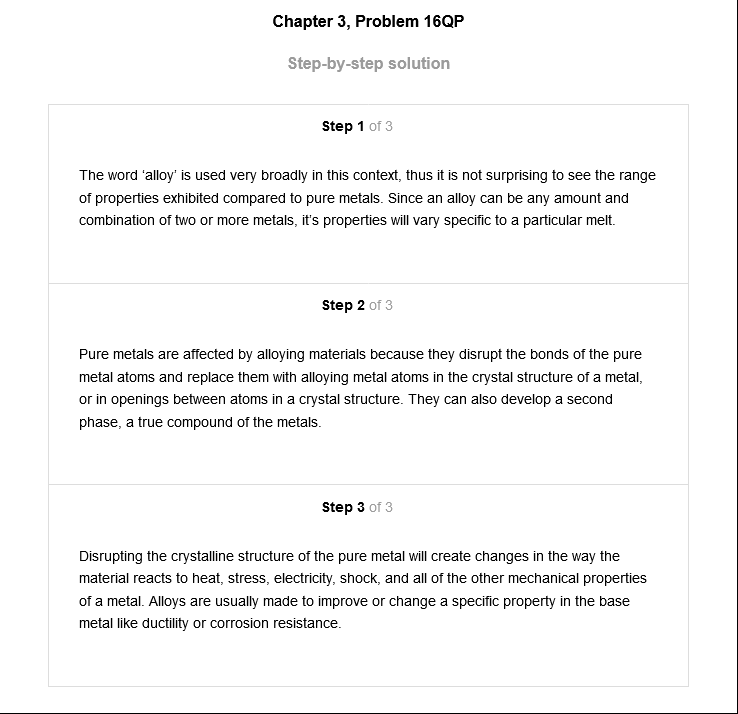 Chapter 3, Problem 16QP
Step-by-step solution
Step 1 of 3
The word ‘alloy’ is used very broadly in this context, thus it is not surprising to see the range
of properties exhibited compared to pure metals. Since an alloy can be any amount and
combination of two or more metals, it’s properties will vary specific to a particular melt.
Step 2 of 3
Pure metals are affected by alloying materials because they disrupt the bonds of the pure
metal atoms and replace them with alloying metal atoms in the crystal structure of a metal,
or in openings between atoms in a crystal structure. They can also develop a second
phase, a true compound of the metals.
Step 3 of 3
Disrupting the crystalline structure of the pure metal will create changes in the way the
material reacts to heat, stress, electricity, shock, and all of the other mechanical properties
of a metal. Alloys are usually made to improve or change a specific property in the base
metal like ductility or corrosion resistance.